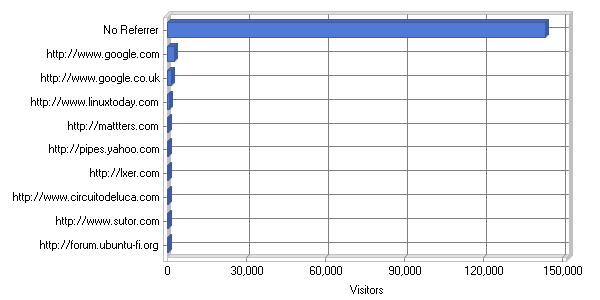 No Referrer
http://www.google.com
http://www.google.co.uk
http://www.linuxtoday.com
http://mattters.com
http://pipes.yahoo.com
http://lxer.com
http://www.circuitodeluca.com
http://www.sutor.com
http://forum.ubuntu-fi.org
0 30,000 60,000 90,000 120,000 150,000
Visitors